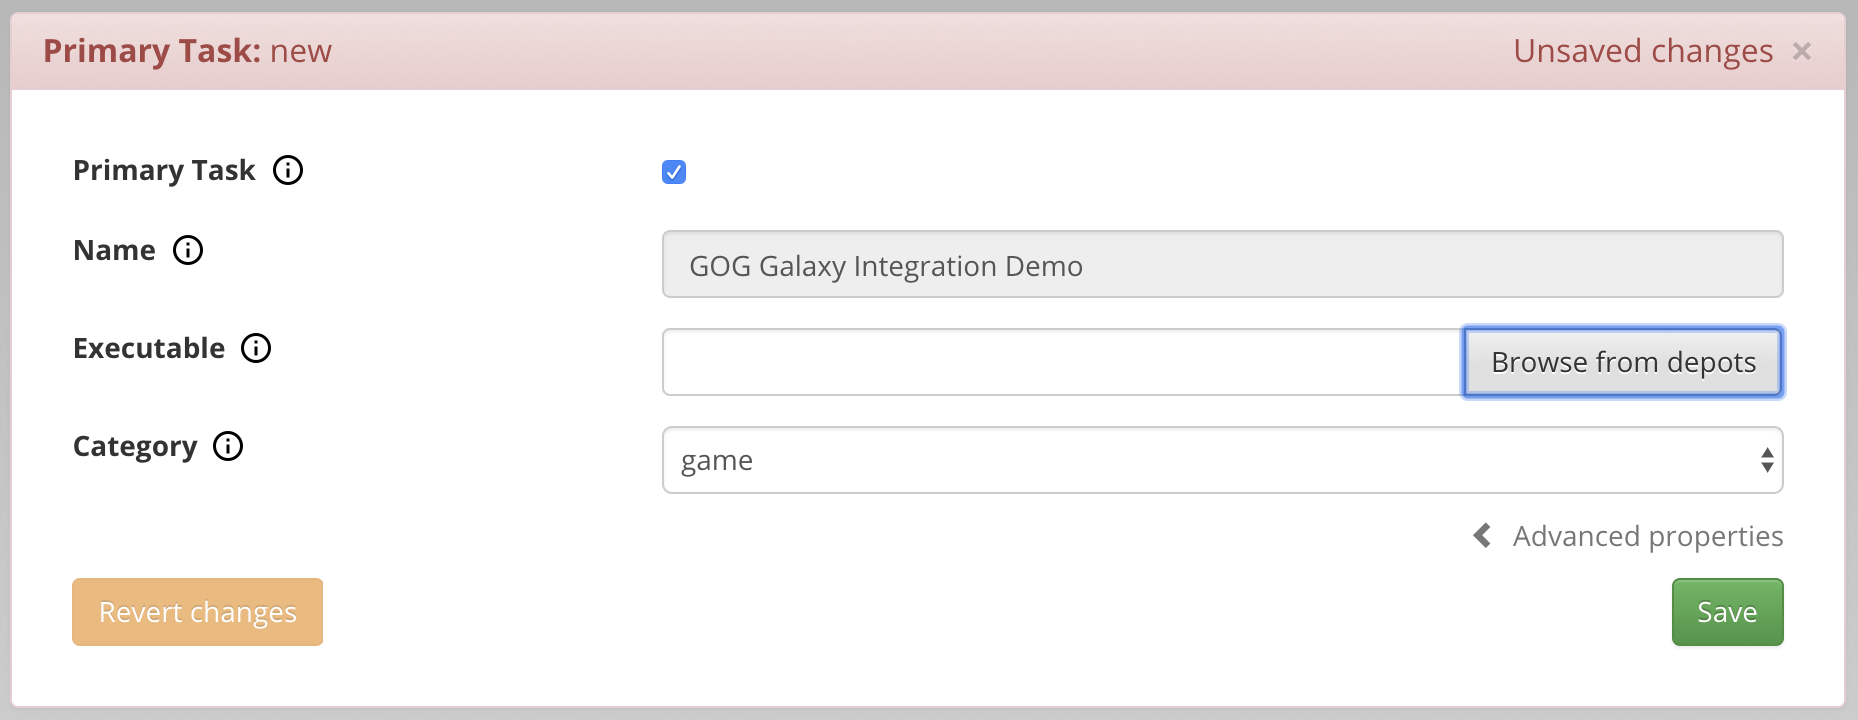 Primary Task: new
Unsaved changes ×
Primary Task
Name
GOG Galaxy Integration Demo
Executable
Browse from depots
Category
game
Advanced properties
Revert changes
Save